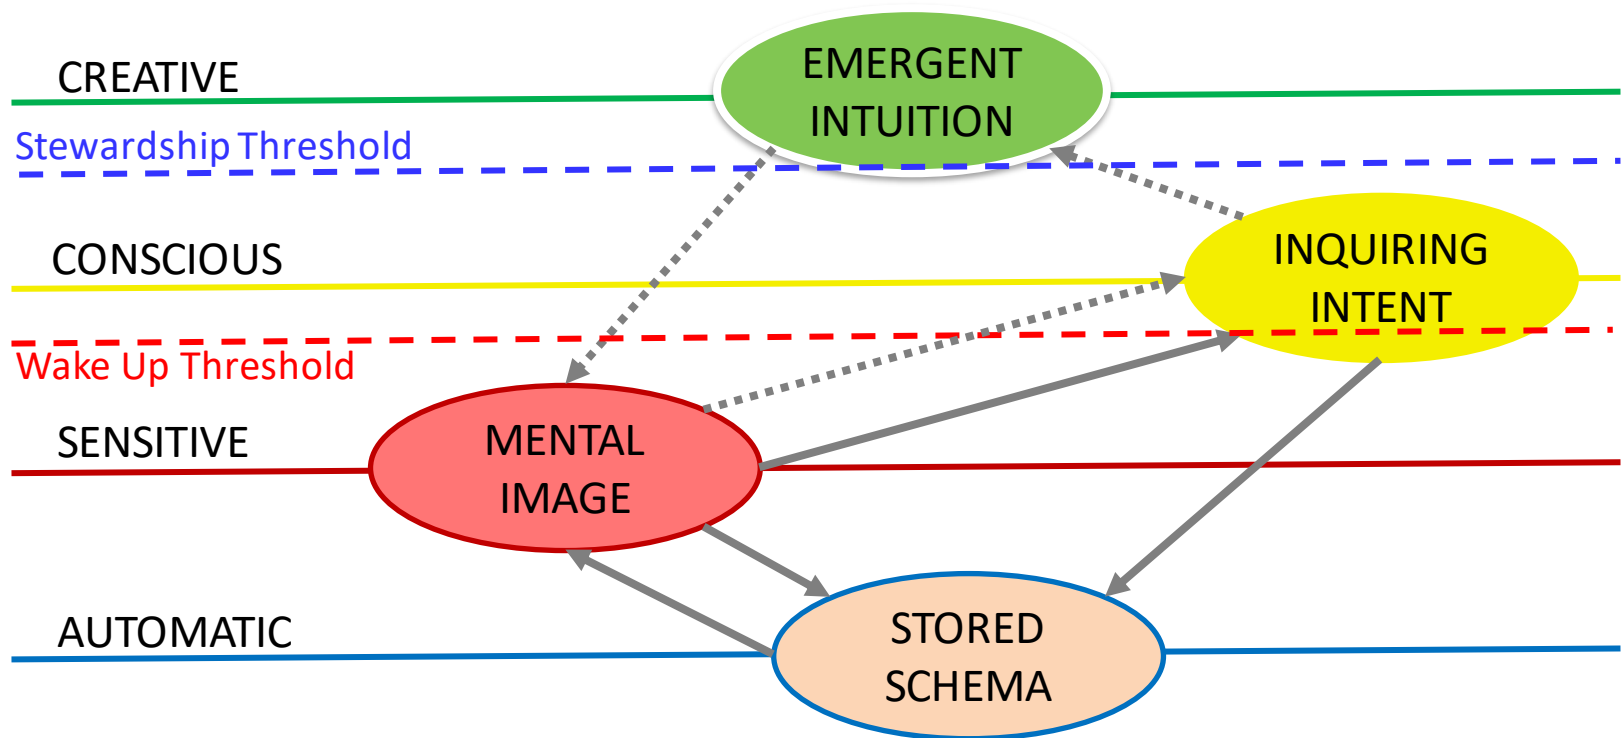 CREATIVE
EMERGENT
INTUITION
Stewardship Threshold
CONSCIOUS
INQUIRING
INTENT
Wake Up Threshold
SENSITIVE
MENTAL
IMAGE
AUTOMATIC
STORED
SCHEMA